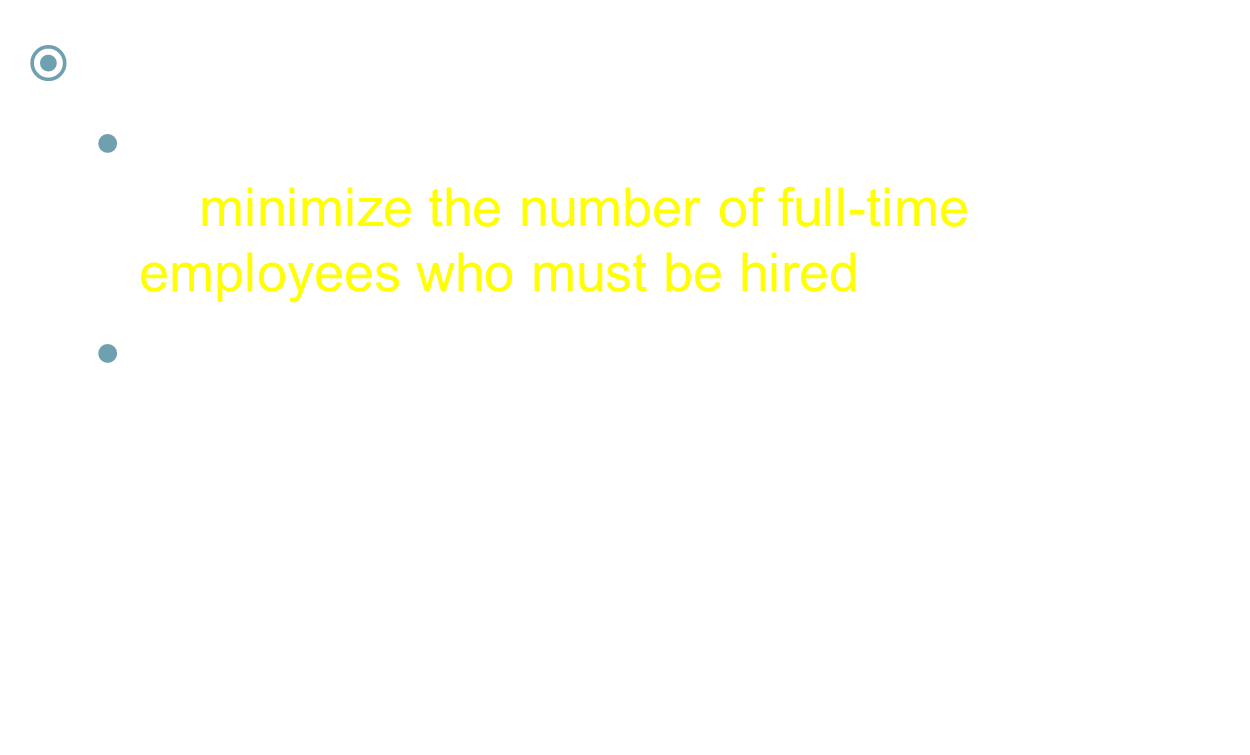 minimize the number of full-time
employees who must be hired